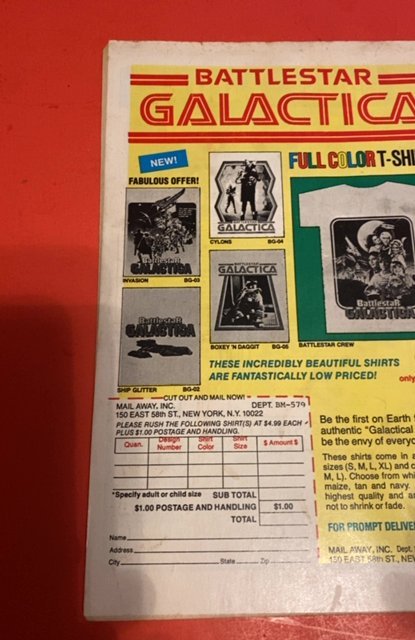 BATTLESTAR
GALACTICA
NEW!
FULL COLOR T-SHI
FABULOUS OFFER!
Battlestar
GALACTICA
INVASION BG-03
GALACTICA
CYLONS BG-04
Battlestar
GALACTICA
SHIP GLITTER BG-02
GALACTICA
BOXEY 'N DAGGIT BG-05
Battlestar
GALACTICA
BATTLESTAR CREW
THESE INCREDIBLY BEAUTIFUL SHIRTS
ARE FANTASTICALLY LOW PRICED!
only
CUT OUT AND MAIL NOW!
MAIL AWAY, INC. DEPT. BM-579
150 EAST 58th ST., NEW YORK, N.Y. 10022
PLEASE RUSH THE FOLLOWING SHIRT(S) AT $4.99 EACH
PLUS $1.00 POSTAGE AND HANDLING.
Quan. Design Number Shirt Color Shirt Size $ Amount $
*Specify adult or child size SUB TOTAL
$1.00 POSTAGE AND HANDLING $1.00
TOTAL
Name
Address
City State Zip
Be the first on Earth
authentic "Galactical
be the envy of everyo
These shirts come in a
sizes (S, M, L, XL) and c
M, L). Choose from whi
maize, tan and navy.
highest quality and a
not to shrink or fade.
FOR PROMPT DELIVE
MAIL AWAY, INC. Dept.
150 EAST 58th ST., NEW